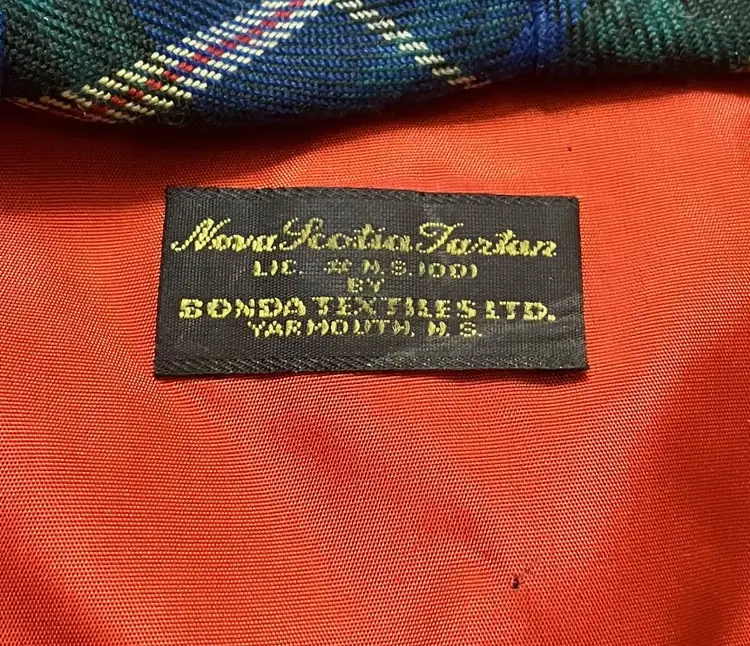 Nova Scotia Tartan
LIC. # N.S. 1001
BY
BONDA TEXTILES LTD.
YARMOUTH, N.S.